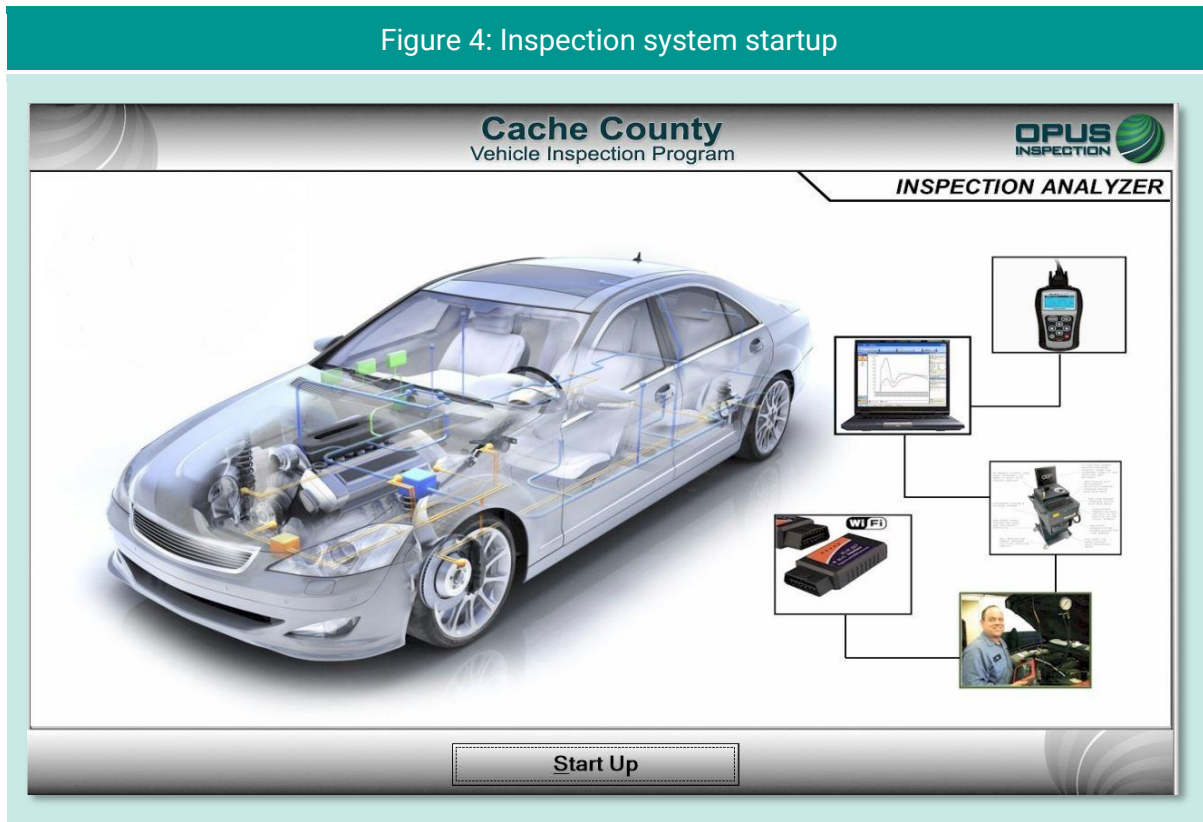 Figure 4: Inspection system startup
Cache County
Vehicle Inspection Program
OPUS
INSPECTION
INSPECTION ANALYZER
WiFi
Start Up